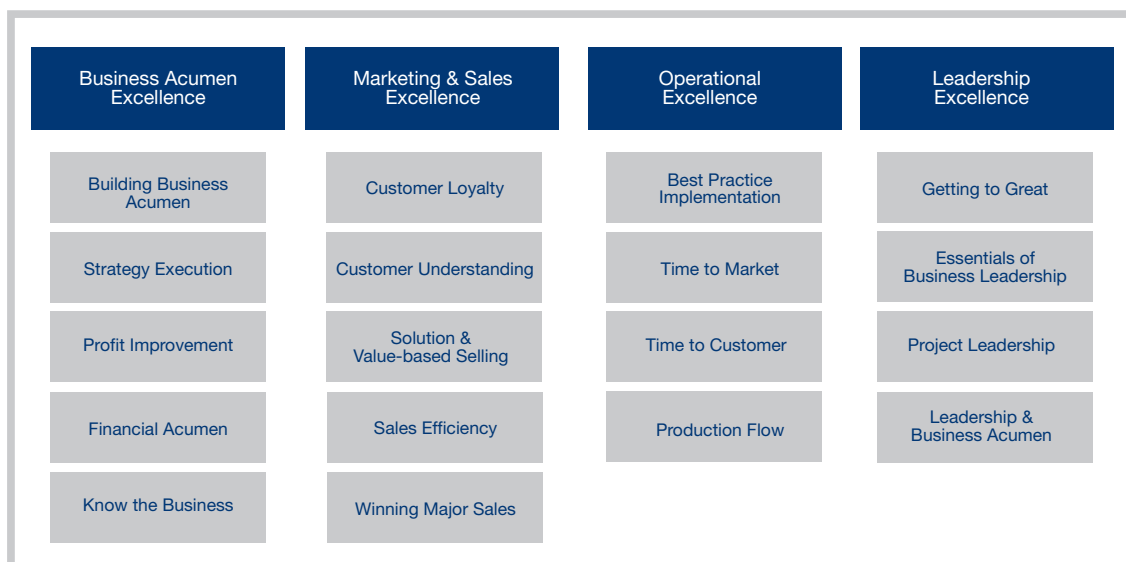 Business Acumen
Excellence
Building Business
Acumen
Strategy Execution
Profit Improvement
Financial Acumen
Know the Business
Marketing & Sales
Excellence
Customer Loyalty
Customer Understanding
Solution &
Value-based Selling
Sales Efficiency
Winning Major Sales
Operational
Excellence
Best Practice
Implementation
Time to Market
Time to Customer
Production Flow
Leadership
Excellence
Getting to Great
Essentials of
Business Leadership
Project Leadership
Leadership &
Business Acumen